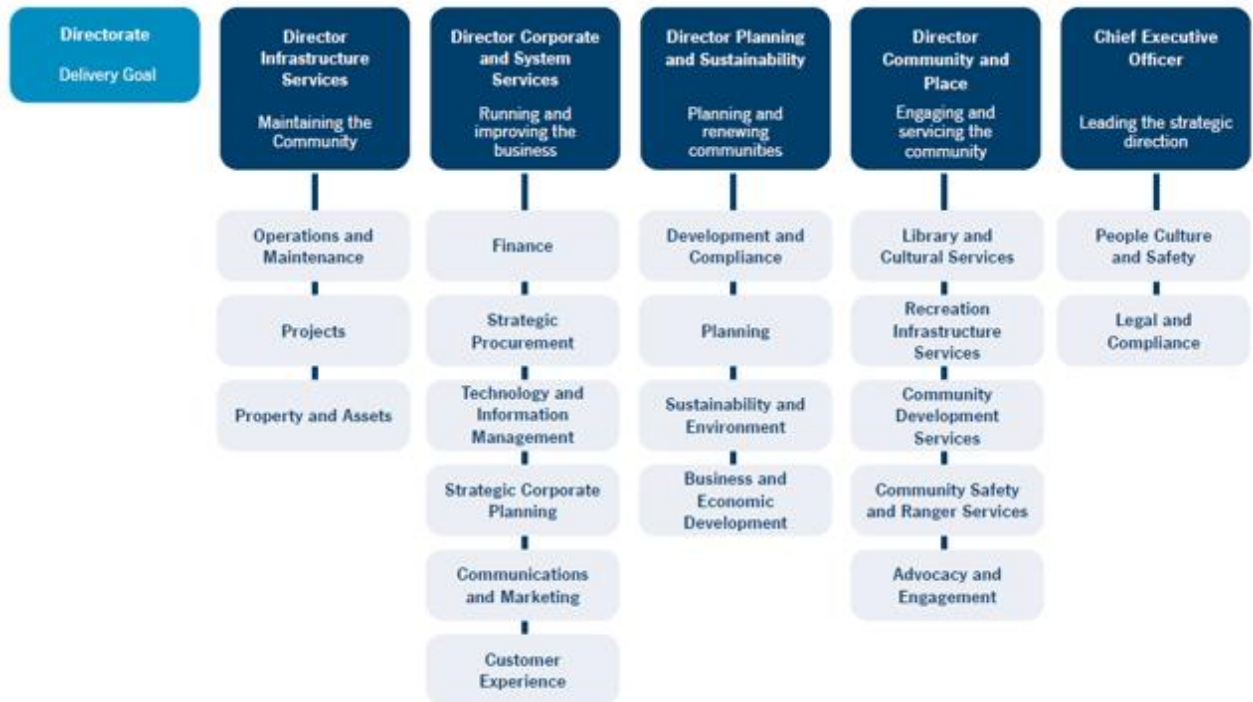 Directorate
Delivery Goal
Director
Infrastructure
Services
Maintaining the
Community
Operations and
Maintenance
Projects
Property and Assets
Director Corporate
and System
Services
Running and
improving the
business
Finance
Strategic
Procurement
Technology and
Information
Management
Strategic Corporate
Planning
Communications
and Marketing
Customer
Experience
Director Planning
and Sustainability
Planning and
renewing
communities
Development and
Compliance
Planning
Sustainability and
Environment
Business and
Economic
Development
Director
Community and
Place
Engaging and
servicing the
community
Library and
Cultural Services
Recreation
Infrastructure
Services
Community
Development
Services
Community Safety
and Ranger Services
Advocacy and
Engagement
Chief Executive
Officer
Leading the strategic
direction
People Culture
and Safety
Legal and
Compliance